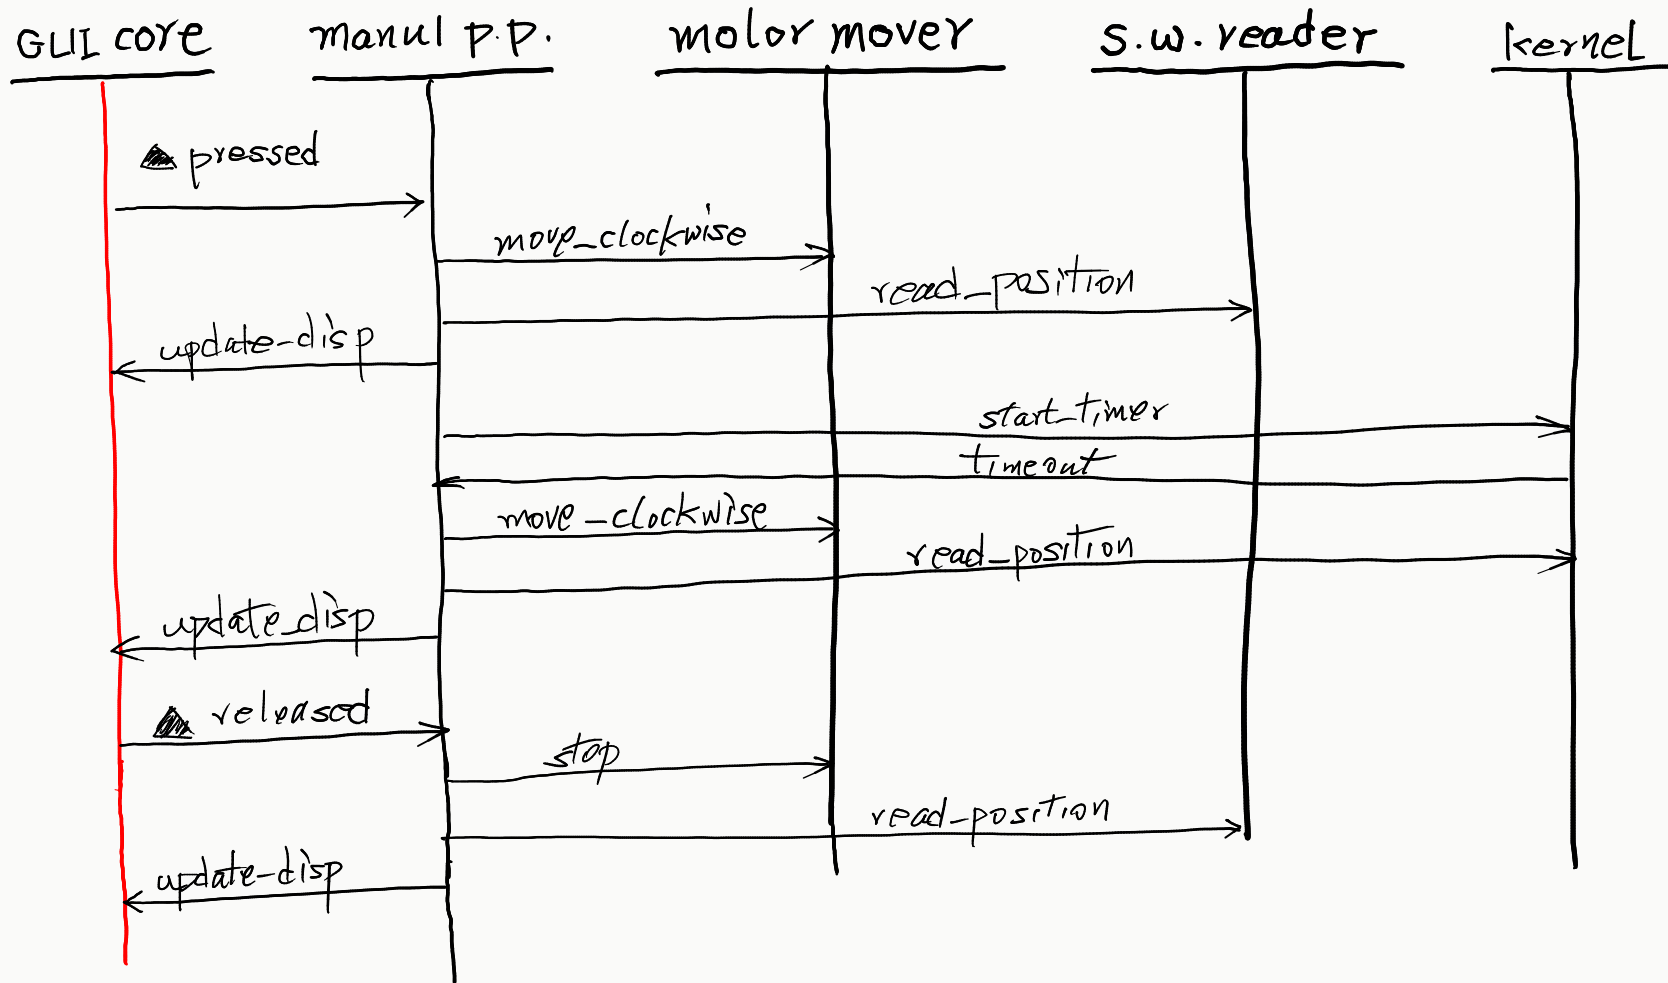 GUI core
manul p.p.
molor mover
s.w. reader
kernel
▲ pressed
move_clockwise
read_position
update-disp
start_timer
timeout
move_clockwise
read_position
update_disp
▲ released
stop
read_position
update-disp